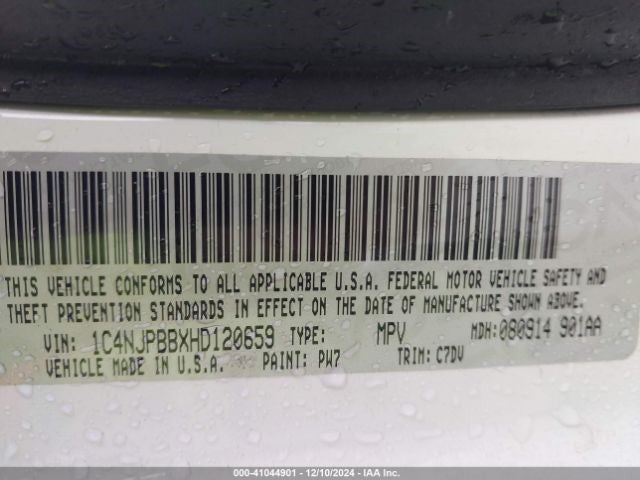 THIS VEHICLE CONFORMS TO ALL APPLICABLE U.S.A. FEDERAL MOTOR VEHICLE SAFETY AND
THEFT PREVENTION STANDARDS IN EFFECT ON THE DATE OF MANUFACTURE SHOWN ABOVE.
VIN: 1C4NJPBBXHD120659 TYPE: MPV MDH: 080914 901AA
VEHICLE MADE IN U.S.A. PAINT: PW7 TRIM: C7DV
000-41044901 - 12/10/2024 - IAA Inc.